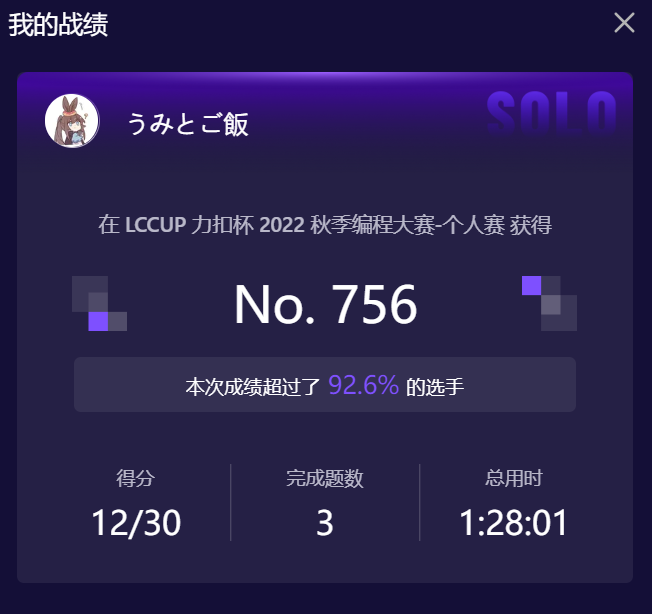 我的战绩
うみとご飯
SOLO
在 LCCUP 力扣杯 2022 秋季编程大赛-个人赛 获得
No. 756
本次成绩超过了 92.6% 的选手
得分 完成题数 总用时
12/30 3 1:28:01